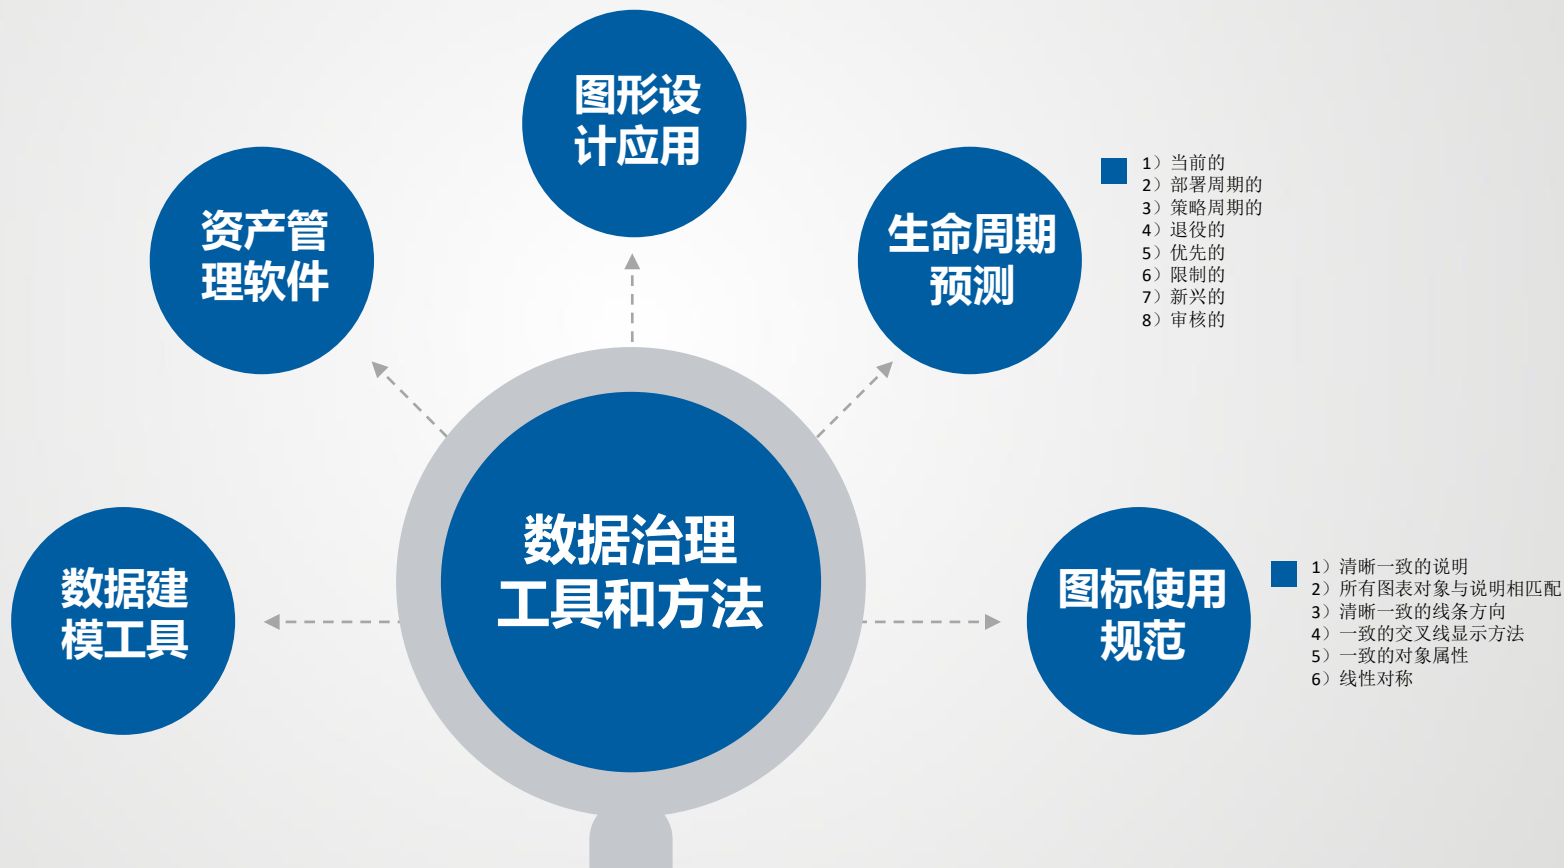 图形设
计应用
资产管
理软件
生命周期
预测
1）当前的
2）部署周期的
3）策略周期的
4）退役的
5）优先的
6）限制的
7）新兴的
8）审核的
数据治理
工具和方法
数据建
模工具
图标使用
规范
1）清晰一致的说明
2）所有图表对象与说明相匹配
3）清晰一致的线条方向
4）一致的交叉线显示方法
5）一致的对象属性
6）线性对称